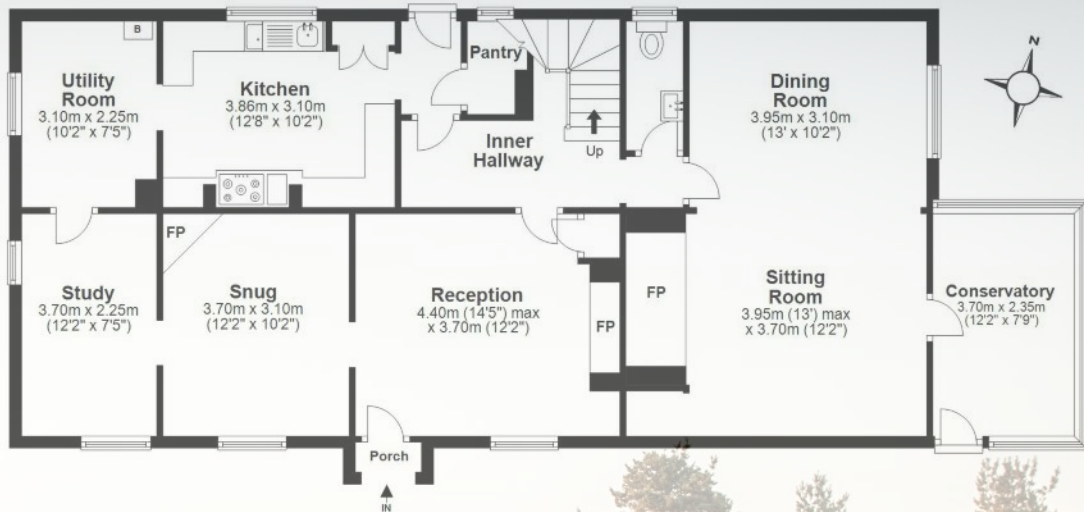 B
Utility
Room
3.10m x 2.25m
(10'2" x 7'5")
Kitchen
3.86m x 3.10m
(12'8" x 10'2")
Pantry
Inner
Hallway
Up
Dining
Room
3.95m x 3.10m
(13' x 10'2")
N
FP
Study
3.70m x 2.25m
(12'2" x 7'5")
Snug
3.70m x 3.10m
(12'2" x 10'2")
Reception
4.40m (14'5") max
x 3.70m (12'2")
FP
FP
Sitting
Room
3.95m (13') max
x 3.70m (12'2")
Conservatory
3.70m x 2.35m
(12'2" x 7'9")
Porch
IN